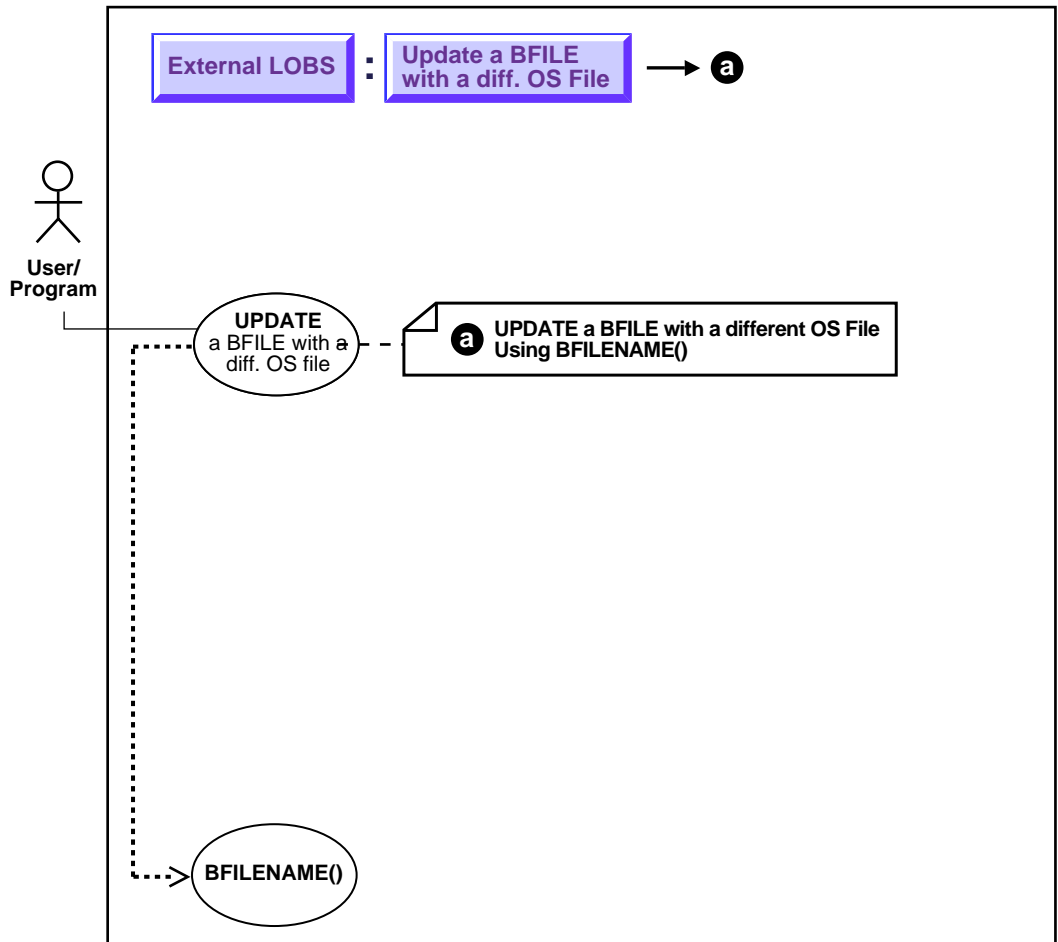 External LOBS : Update a BFILE
with a diff. OS File a
User/
Program
UPDATE
a BFILE with a
diff. OS file
a UPDATE a BFILE with a different OS File
Using BFILENAME()
BFILENAME()